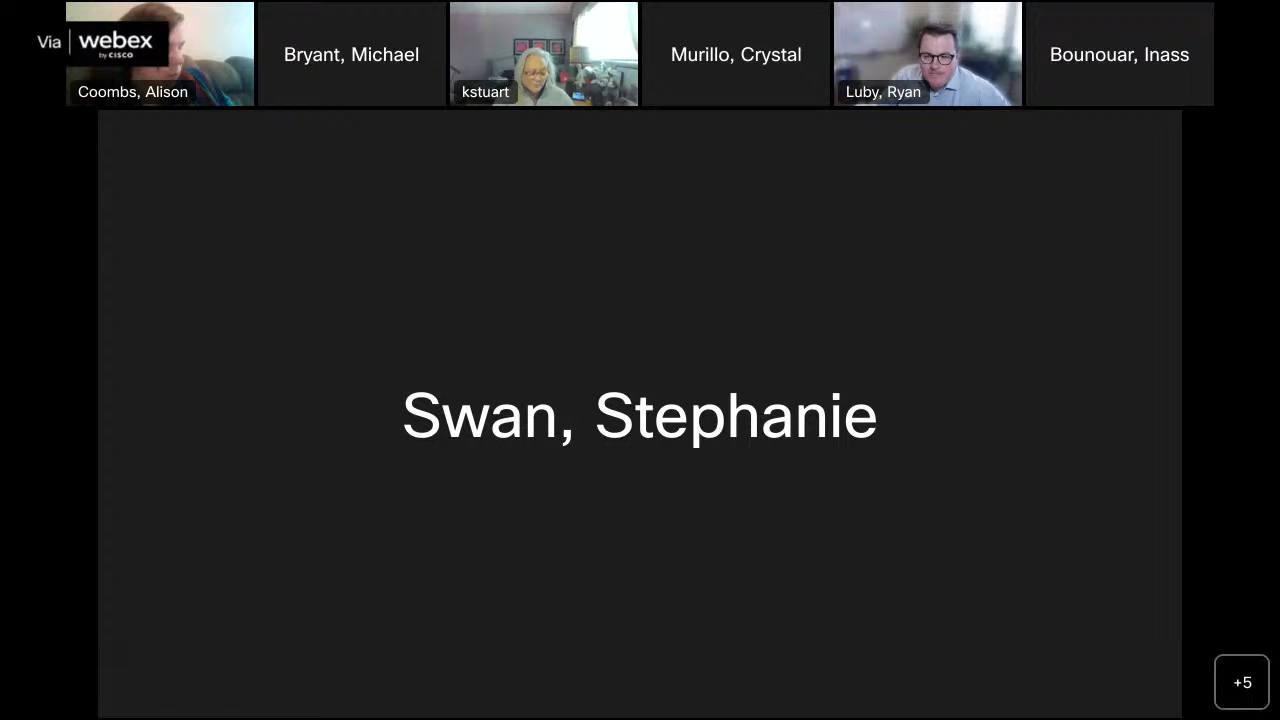 Via webex
by CISCO
Coombs, Alison
Bryant, Michael
kstuart
Murillo, Crystal
Luby, Ryan
Bounouar, Inass
Swan, Stephanie
+5